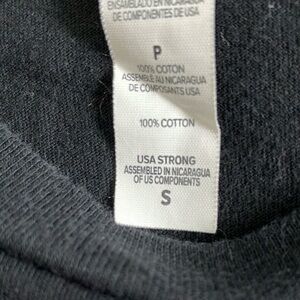 ENSAMBLADO EN NICARAGUA
DE COMPONENTES DE USA
P
100% COTON
ASSEMBLE AU NICARAGUA
DE COMPOSANTS USA
100% COTTON
USA STRONG
ASSEMBLED IN NICARAGUA
OF US COMPONENTS
S